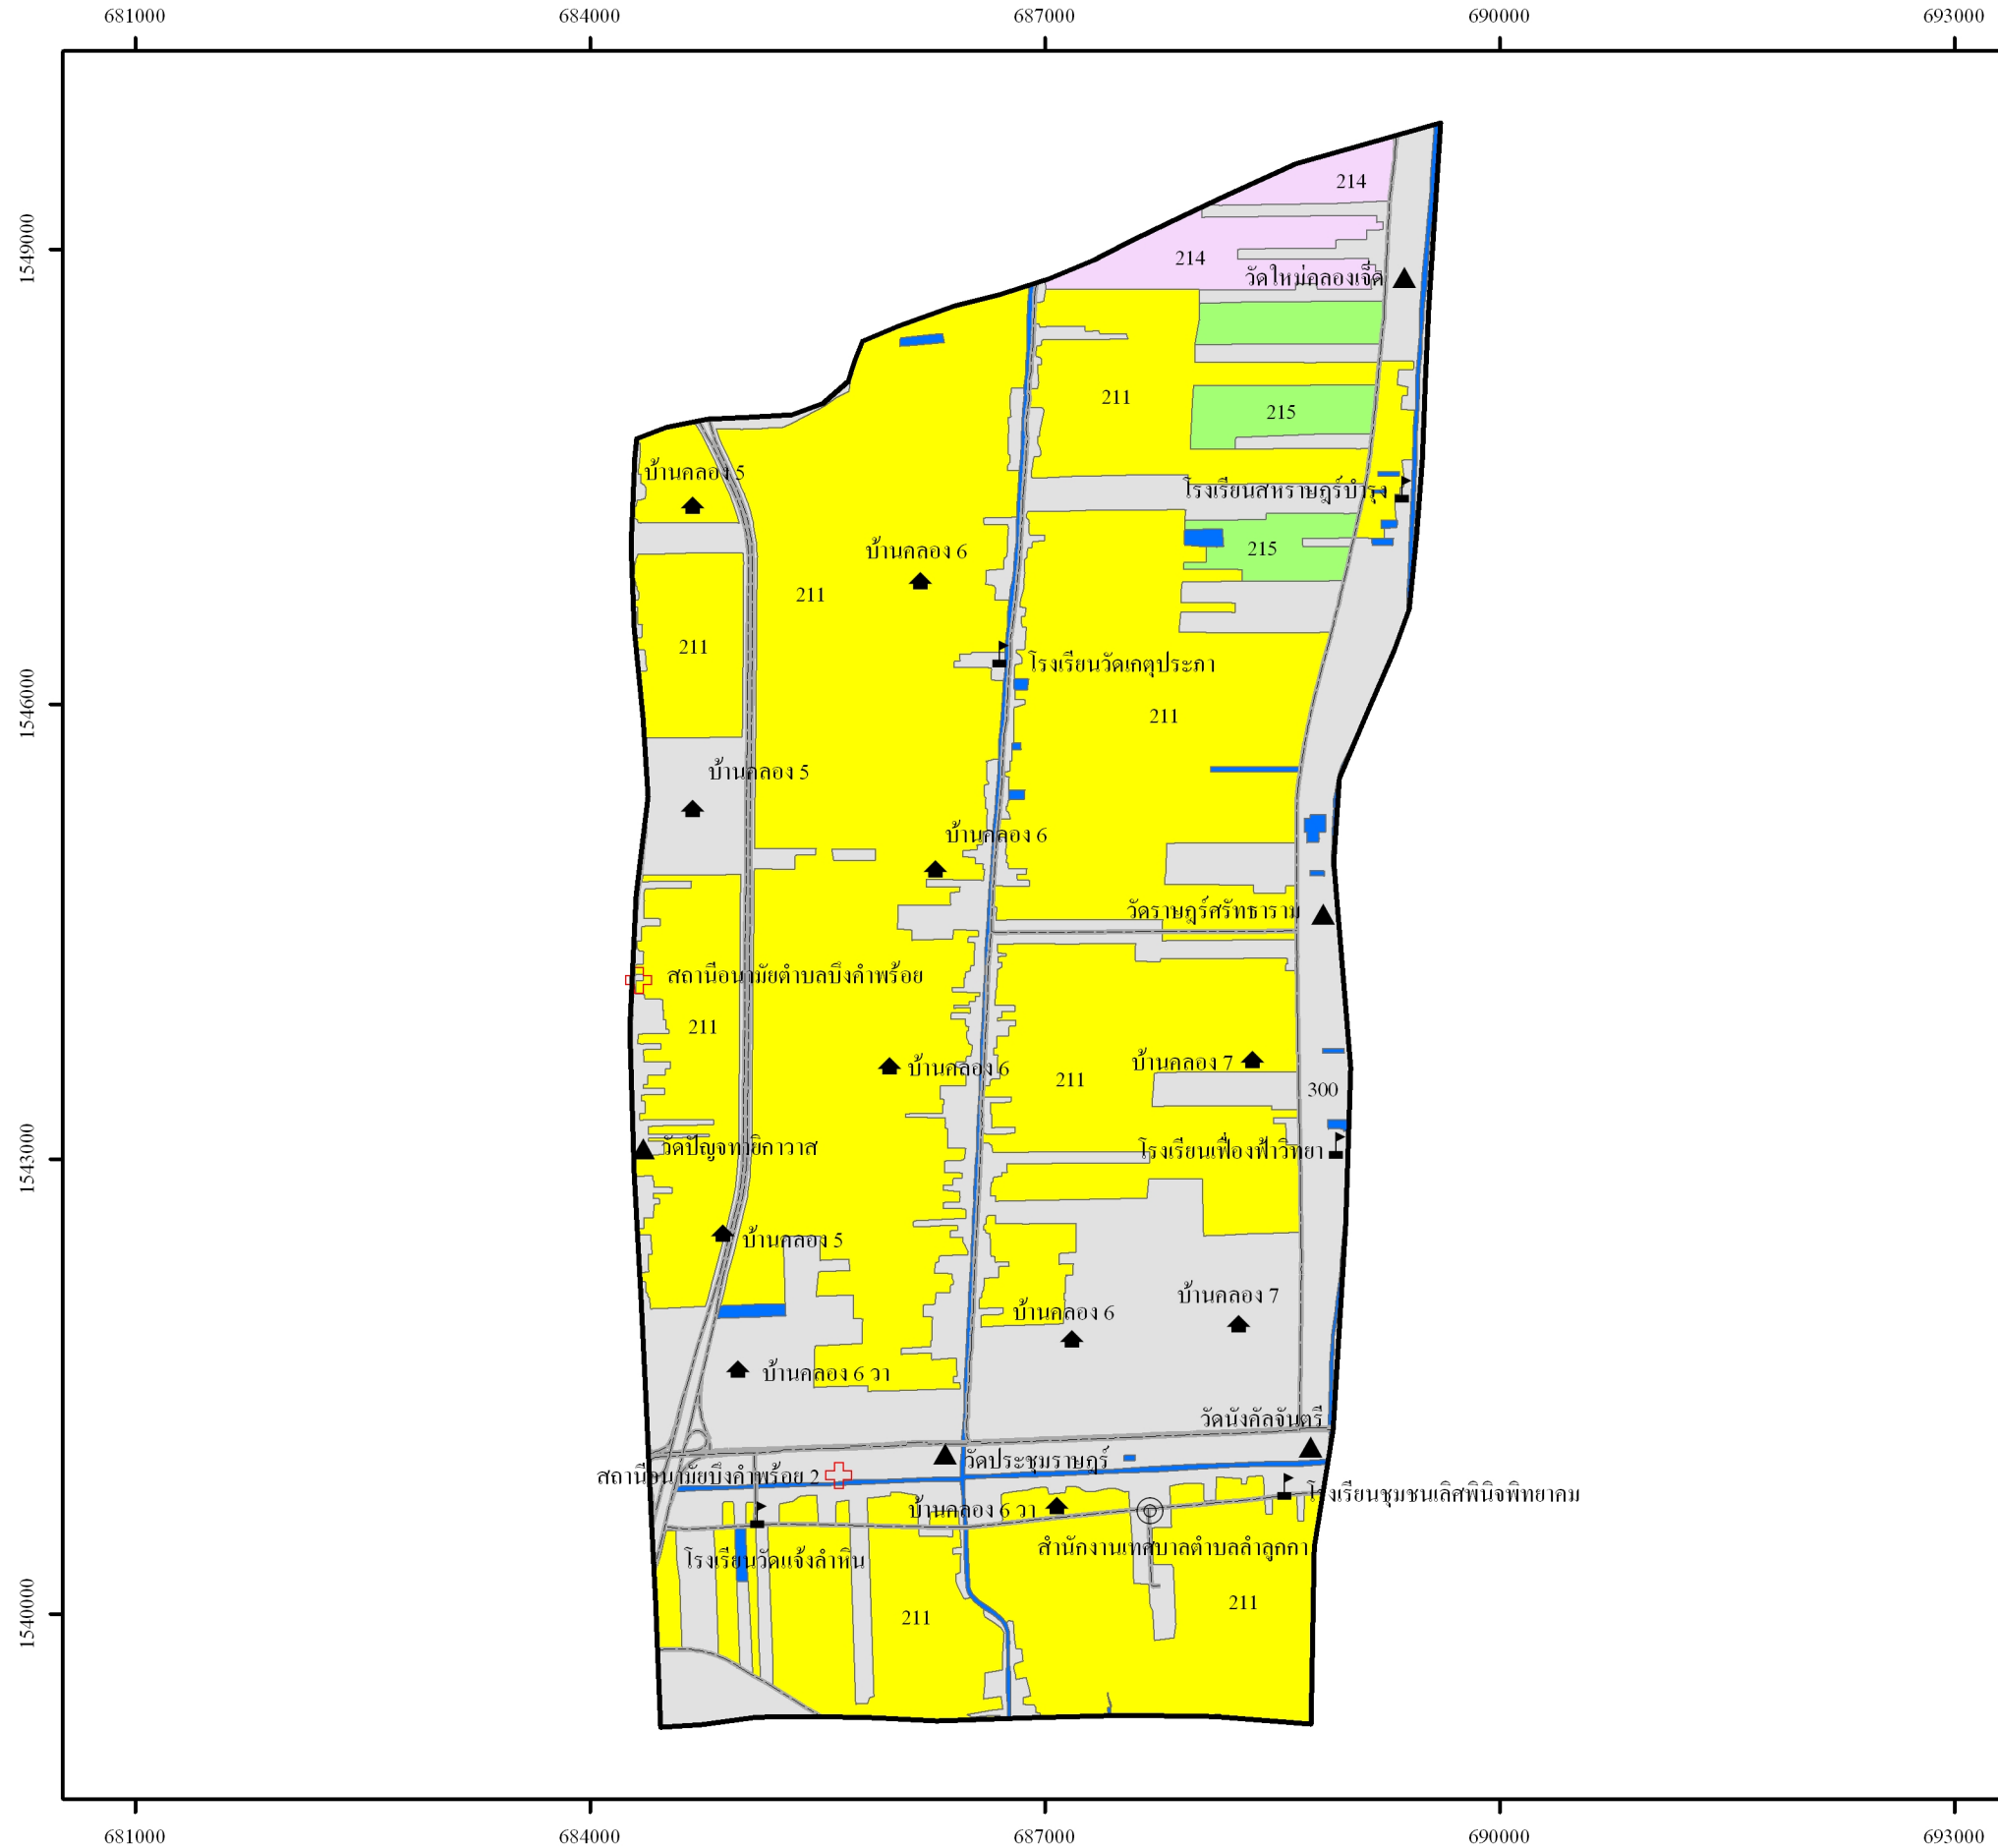 681000 684000 687000 690000 693000
214
1549000
214
วัดใหม่คลองเจ็ด
211
215
บ้านคลอง 5
โรงเรียนสหราษฎร์บำรุง
215
บ้านคลอง 6
211
211
โรงเรียนวัดเกตุประภา
1546000
211
บ้านคลอง 5
บ้านคลอง 6
วัดราษฎร์ศรัทธาราม
สถานีอนามัยตำบลบึงคำพร้อย
211
บ้านคลอง 6
บ้านคลอง 7
211
300
1543000
วัดปัญจทายิกาวาส
โรงเรียนเฟื่องฟ้าวิทยา
บ้านคลอง 5
บ้านคลอง 7
บ้านคลอง 6
บ้านคลอง 6 วา
วัดนังคัลจันตรี
วัดประชุมราษฎร์
สถานีอนามัยบึงคำพร้อย 2
โรงเรียนชุมชนเลิศพินิจพิทยาคม
บ้านคลอง 6 วา
สำนักงานเทศบาลตำบลลำลูกกา
โรงเรียนวัดแจ้งลำหิน
1540000
211
211
681000 684000 687000 690000 693000